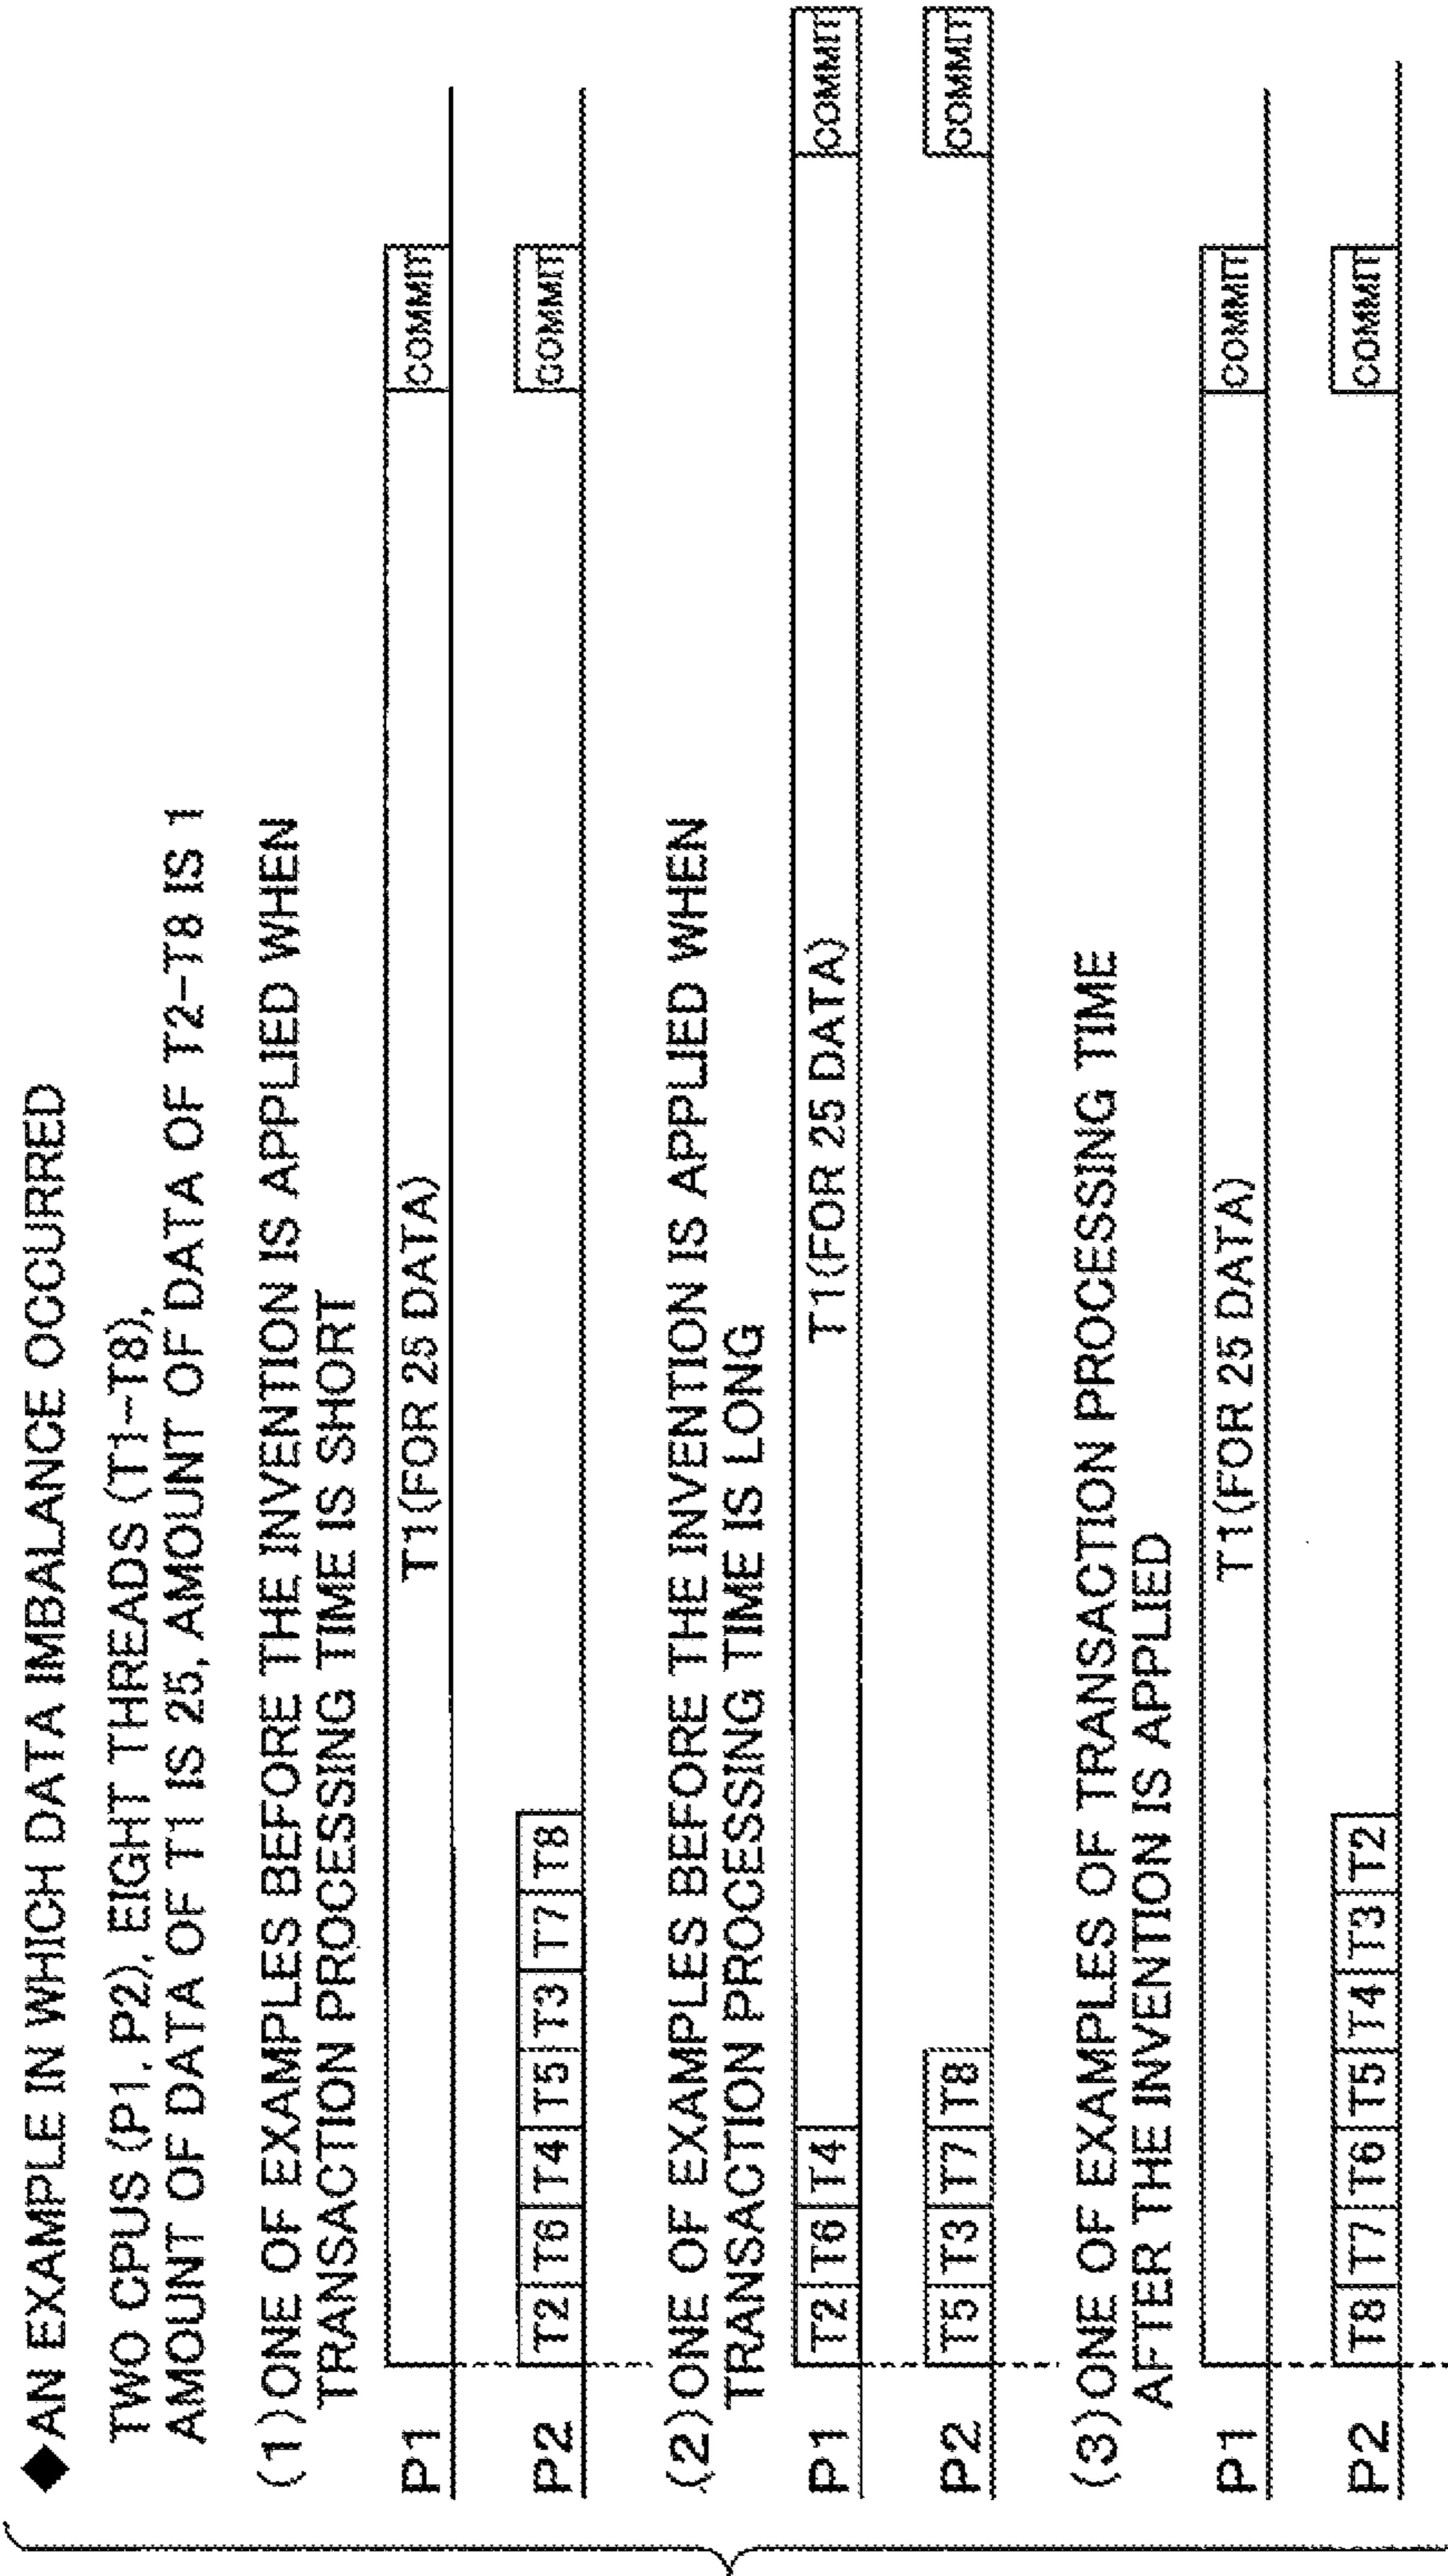 ◆AN EXAMPLE IN WHICH DATA IMBALANCE OCCURRED
TWO CPUS (P1, P2), EIGHT THREADS (T1-T8),
AMOUNT OF DATA OF T1 IS 25, AMOUNT OF DATA OF T2-T8 IS 1
(1) ONE OF EXAMPLES BEFORE THE INVENTION IS APPLIED WHEN
TRANSACTION PROCESSING TIME IS SHORT
P1 T1(FOR 25 DATA) COMMIT
P2 T2 T6 T4 T5 T3 T7 T8 COMMIT
(2) ONE OF EXAMPLES BEFORE THE INVENTION IS APPLIED WHEN
TRANSACTION PROCESSING TIME IS LONG
P1 T2 T6 T4 T1(FOR 25 DATA) COMMIT
P2 T5 T3 T7 T8 COMMIT
(3) ONE OF EXAMPLES OF TRANSACTION PROCESSING TIME
AFTER THE INVENTION IS APPLIED
P1 T1(FOR 25 DATA) COMMIT
P2 T8 T7 T6 T5 T4 T3 T2 COMMIT